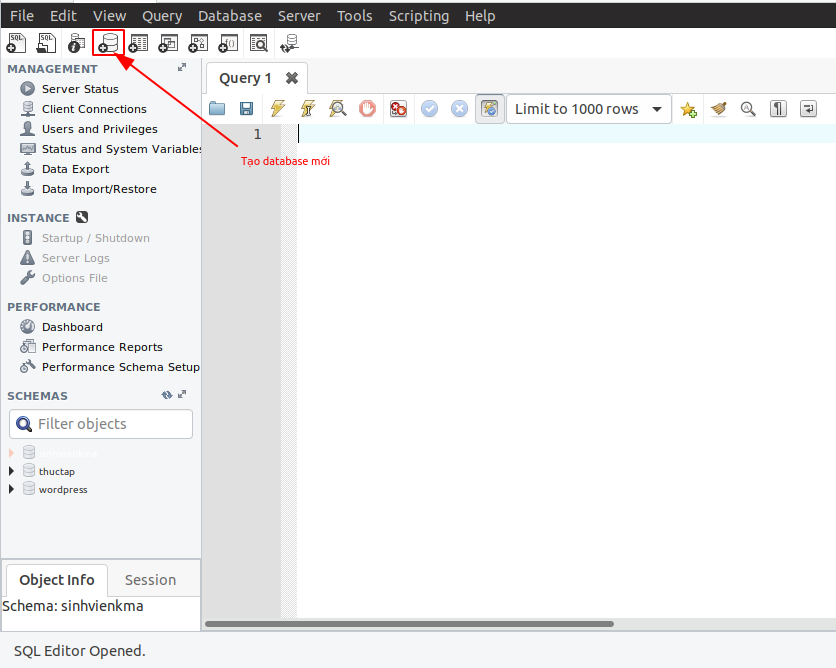 File Edit View Query Database Server Tools Scripting Help
SQL SQL
MANAGEMENT
Server Status
Client Connections
Users and Privileges
Status and System Variables
Data Export
Data Import/Restore
INSTANCE
Startup / Shutdown
Server Logs
Options File
PERFORMANCE
Dashboard
Performance Reports
Performance Schema Setup
SCHEMAS
Filter objects
sinhvienkma
thuctap
wordpress
Object Info Session
Schema: sinhvienkma
Query 1
Limit to 1000 rows
1
Tạo database mới
SQL Editor Opened.